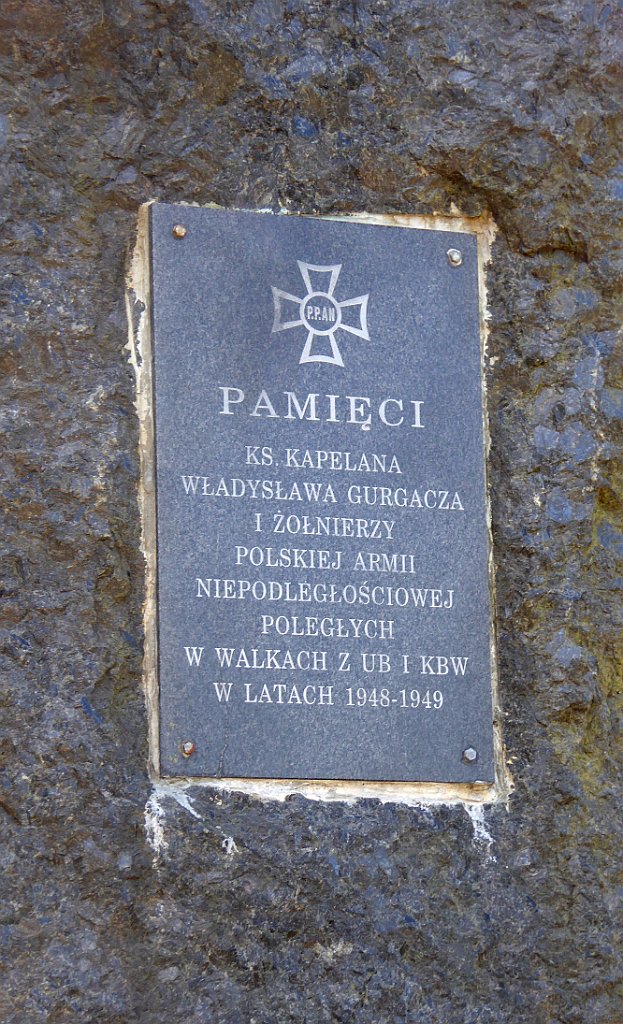 P.P.AN
PAMIĘCI
KS. KAPELANA
WŁADYSŁAWA GURGACZA
I ŻOŁNIERZY
POLSKIEJ ARMII
NIEPODLEGŁOŚCIOWEJ
POLEGŁYCH
W WALKACH Z UB I KBW
W LATACH 1948-1949